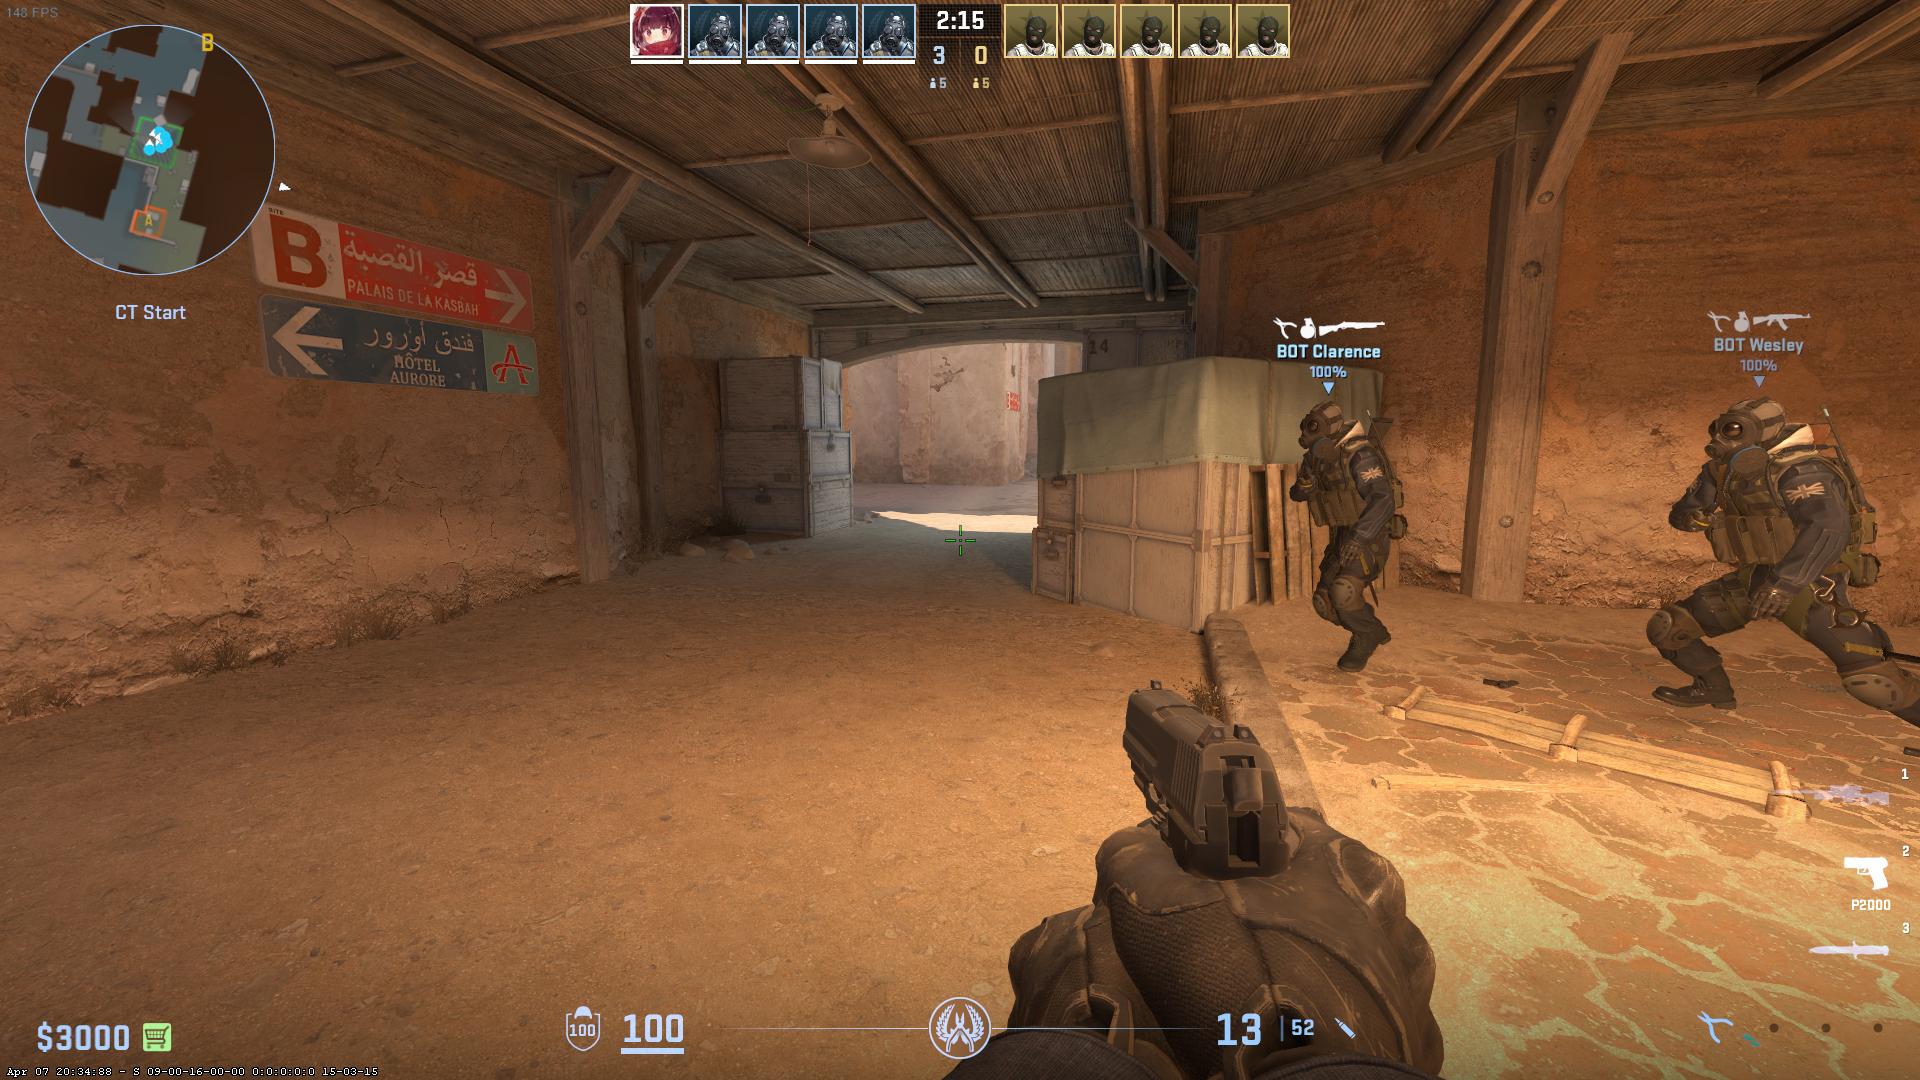 148 FPS
B
2:15
3 0
5 5
A
CT Start
SITE
B
قصر القصبة
PALAIS DE LA KASBAH
فندق أورور
HÔTEL
AURORE
A
14
BOT Clarence
100%
BOT Wesley
100%
1
2
P2000
3
$3000
100
100
13 | 52
Apr 07 20:34:88 - S 09-00-16-00-00 0:0:0:0:0 15-03-15